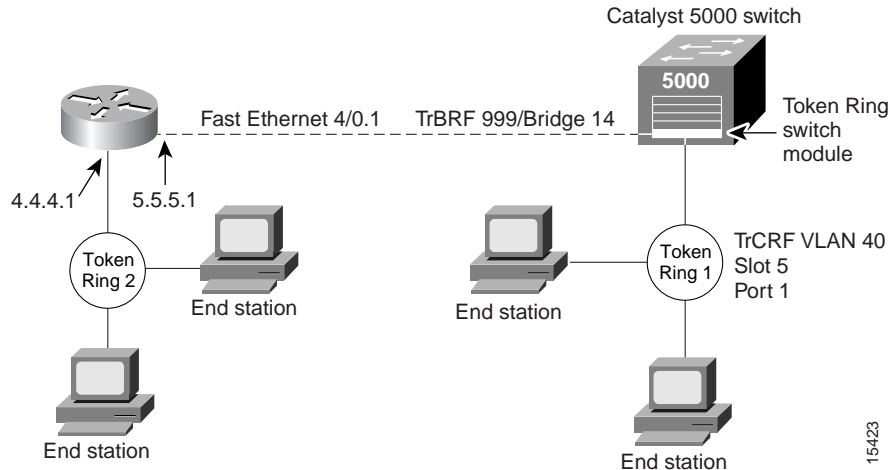 Catalyst 5000 switch
5000
Fast Ethernet 4/0.1
TrBRF 999/Bridge 14
Token Ring
switch
module
4.4.4.1
5.5.5.1
Token
Ring 2
End station
End station
End station
Token
Ring 1
TrCRF VLAN 40
Slot 5
Port 1
End station
15423